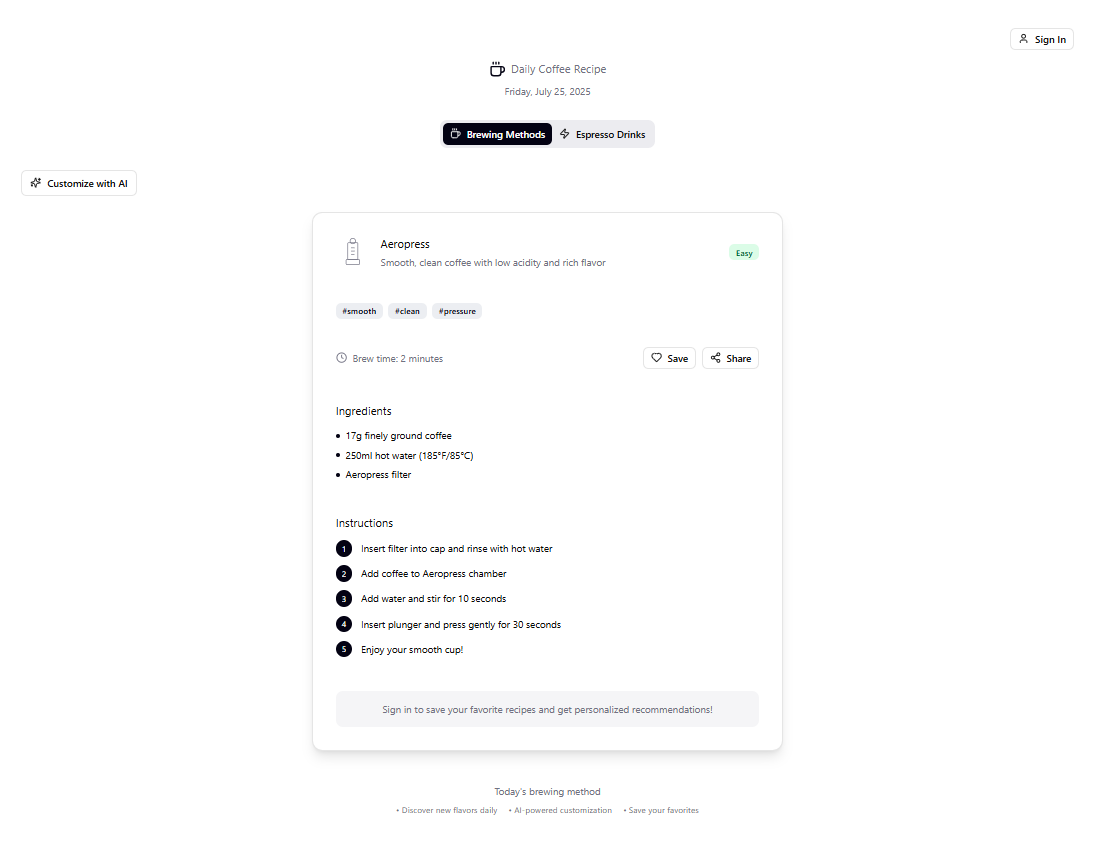 Sign In
Daily Coffee Recipe
Friday, July 25, 2025
Brewing Methods
Espresso Drinks
Customize with AI
Aeropress
Smooth, clean coffee with low acidity and rich flavor
Easy
#smooth #clean #pressure
Brew time: 2 minutes
Save
Share
Ingredients
• 17g finely ground coffee
• 250ml hot water (185°F/85°C)
• Aeropress filter
Instructions
1 Insert filter into cap and rinse with hot water
2 Add coffee to Aeropress chamber
3 Add water and stir for 10 seconds
4 Insert plunger and press gently for 30 seconds
5 Enjoy your smooth cup!
Sign in to save your favorite recipes and get personalized recommendations!
Today's brewing method
• Discover new flavors daily • AI-powered customization • Save your favorites